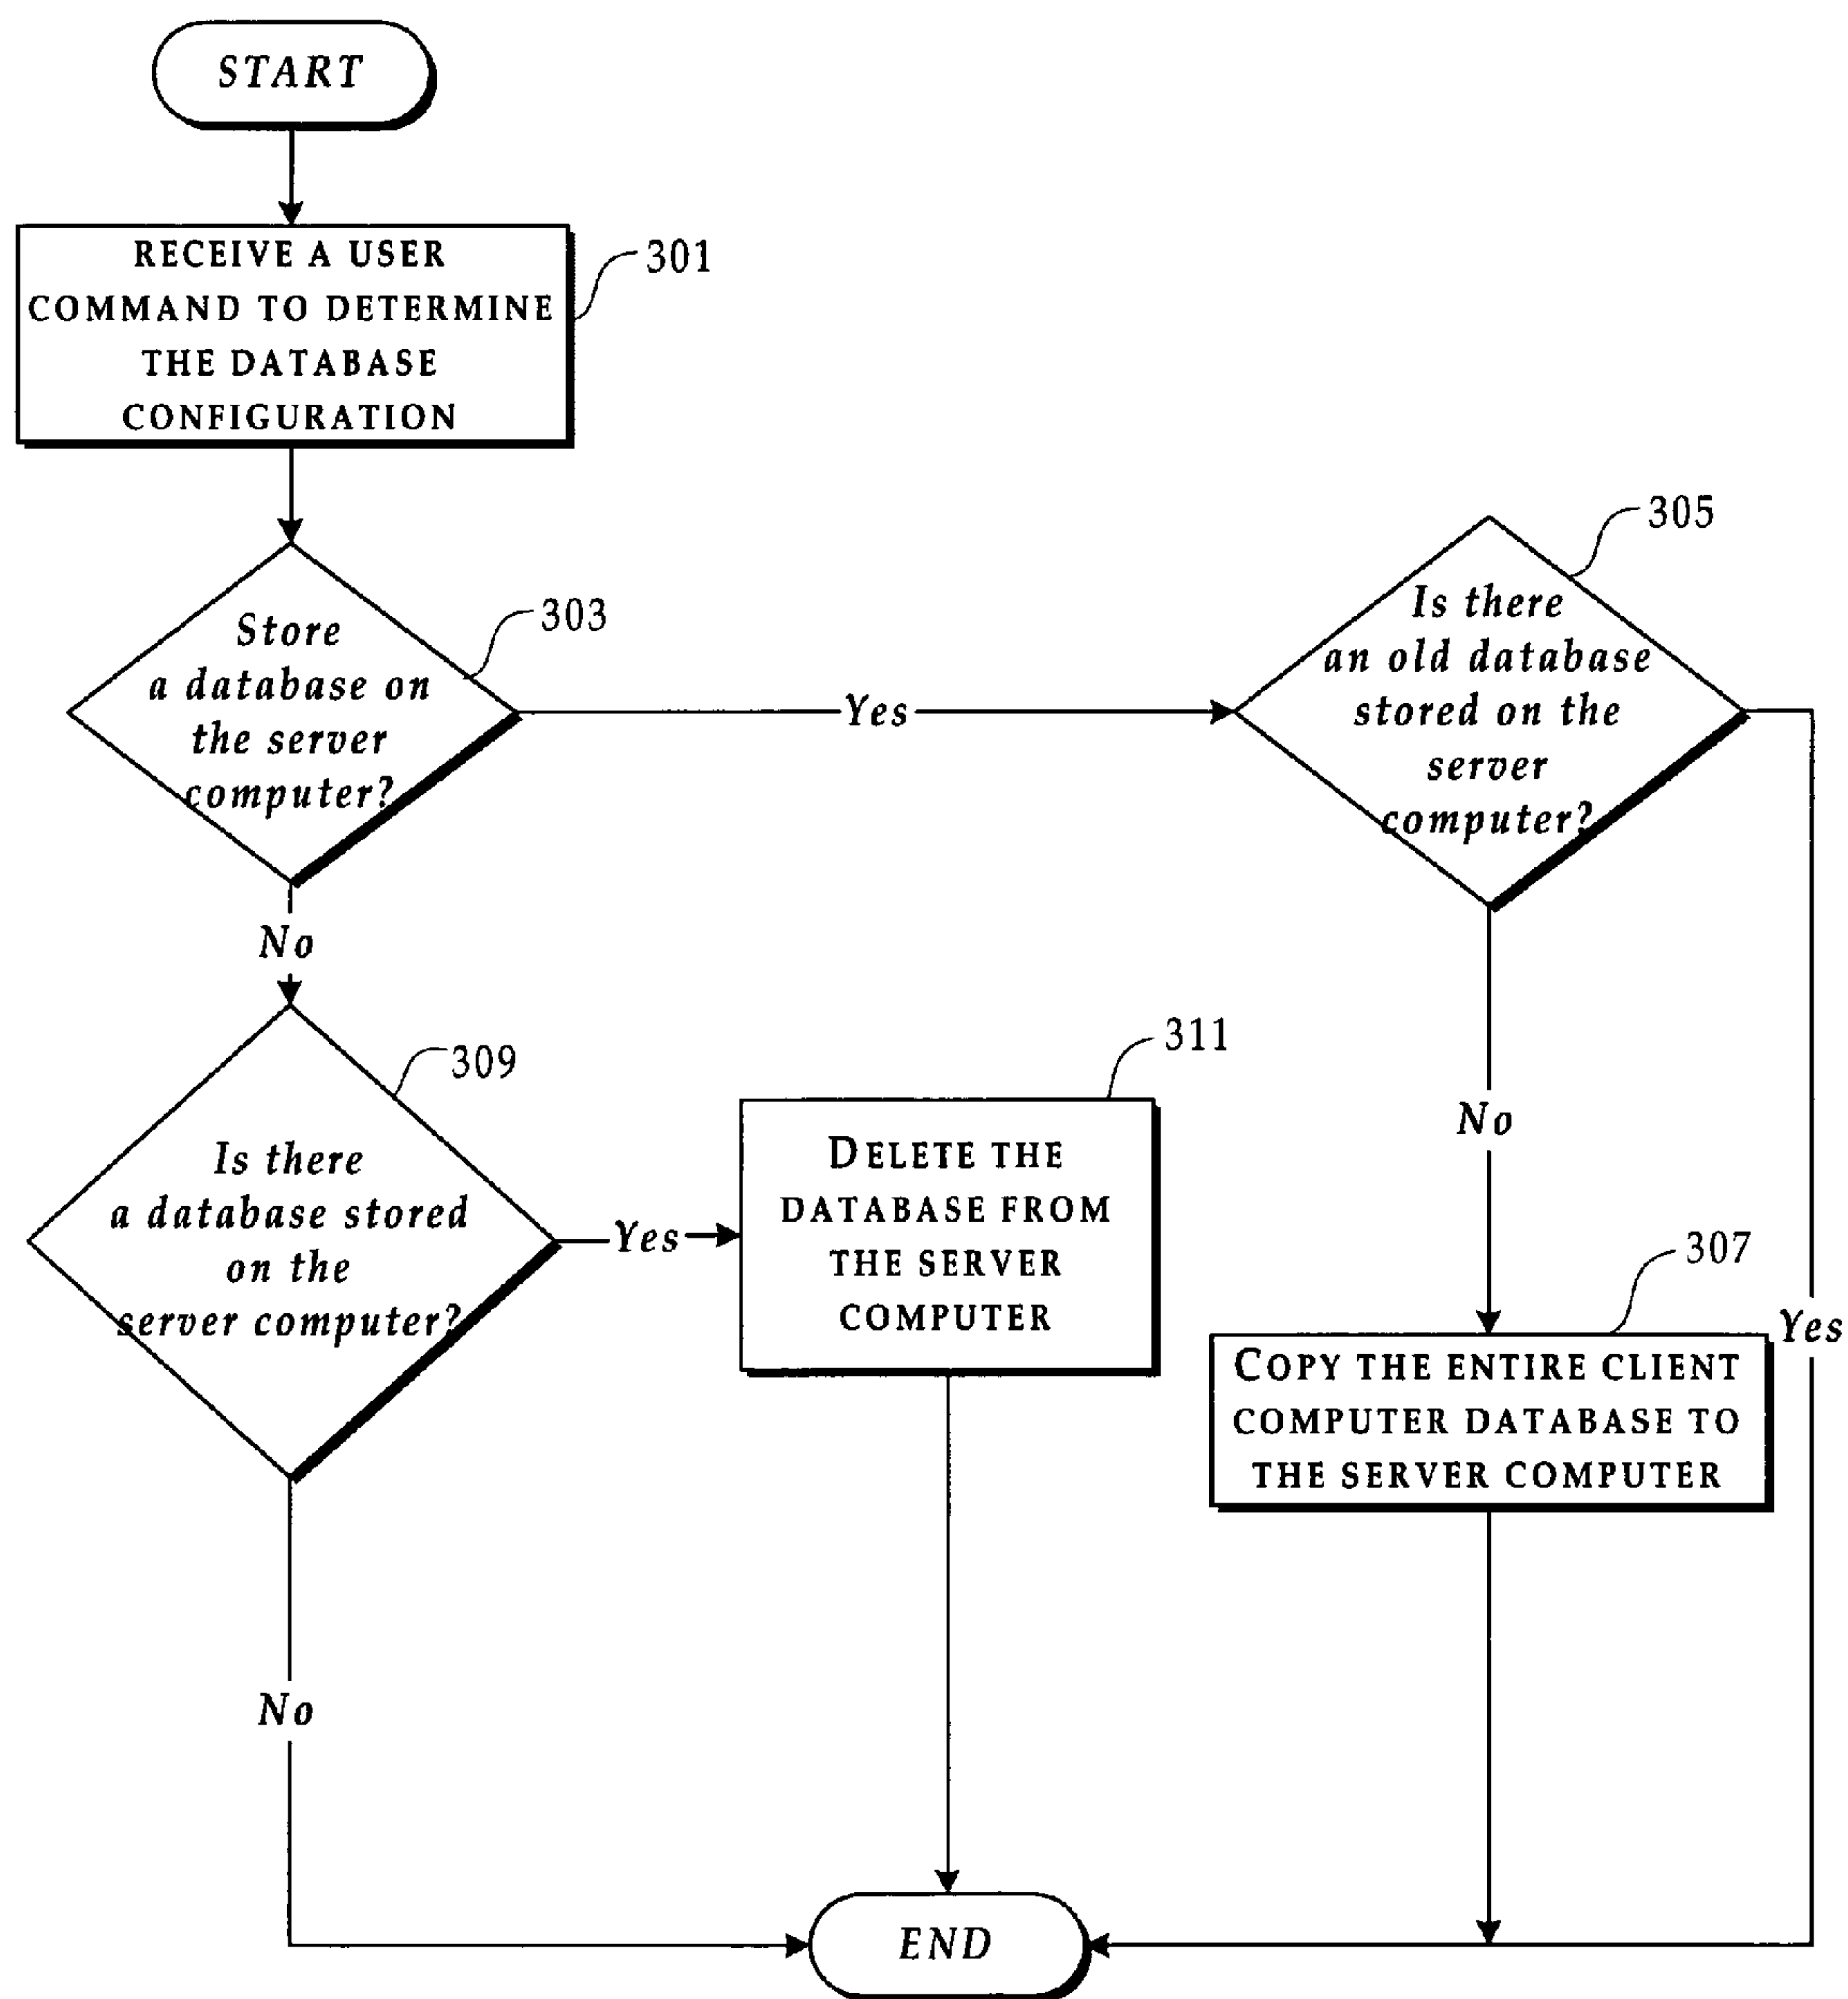 START
RECEIVE A USER
COMMAND TO DETERMINE
THE DATABASE
CONFIGURATION
301
Store
a database on
the server
computer?
303
Yes
Is there
an old database
stored on the
server
computer?
305
No
No
Is there
a database stored
on the
server computer?
309
Yes
DELETE THE
DATABASE FROM
THE SERVER
COMPUTER
311
COPY THE ENTIRE CLIENT
COMPUTER DATABASE TO
THE SERVER COMPUTER
307
Yes
No
END